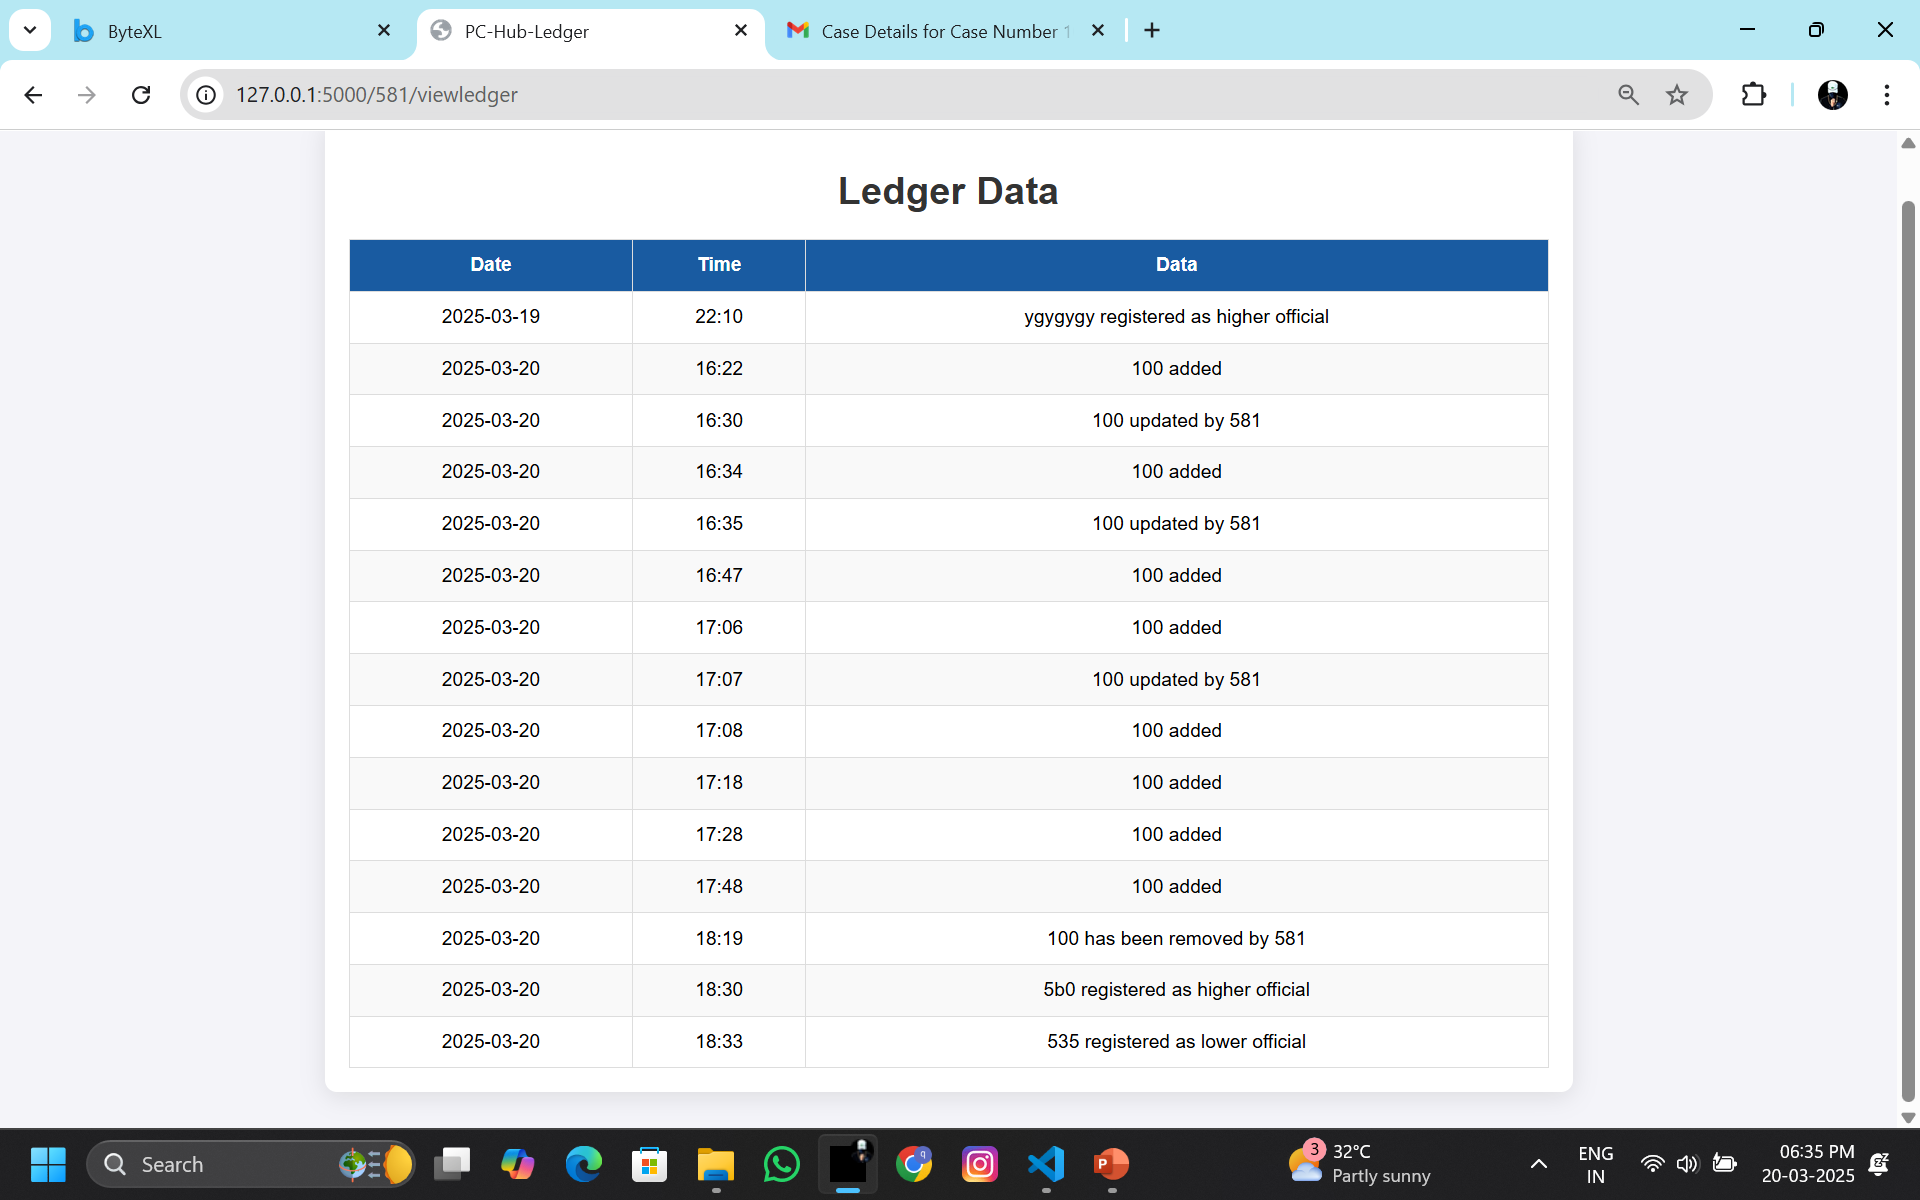 ByteXL
PC-Hub-Ledger
Case Details for Case Number 1
127.0.0.1:5000/581/viewledger
Ledger Data
Date Time Data
2025-03-19 22:10 ygygygy registered as higher official
2025-03-20 16:22 100 added
2025-03-20 16:30 100 updated by 581
2025-03-20 16:34 100 added
2025-03-20 16:35 100 updated by 581
2025-03-20 16:47 100 added
2025-03-20 17:06 100 added
2025-03-20 17:07 100 updated by 581
2025-03-20 17:08 100 added
2025-03-20 17:18 100 added
2025-03-20 17:28 100 added
2025-03-20 17:48 100 added
2025-03-20 18:19 100 has been removed by 581
2025-03-20 18:30 5b0 registered as higher official
2025-03-20 18:33 535 registered as lower official
Search
3
32°C
Partly sunny
ENG
IN
06:35 PM
20-03-2025